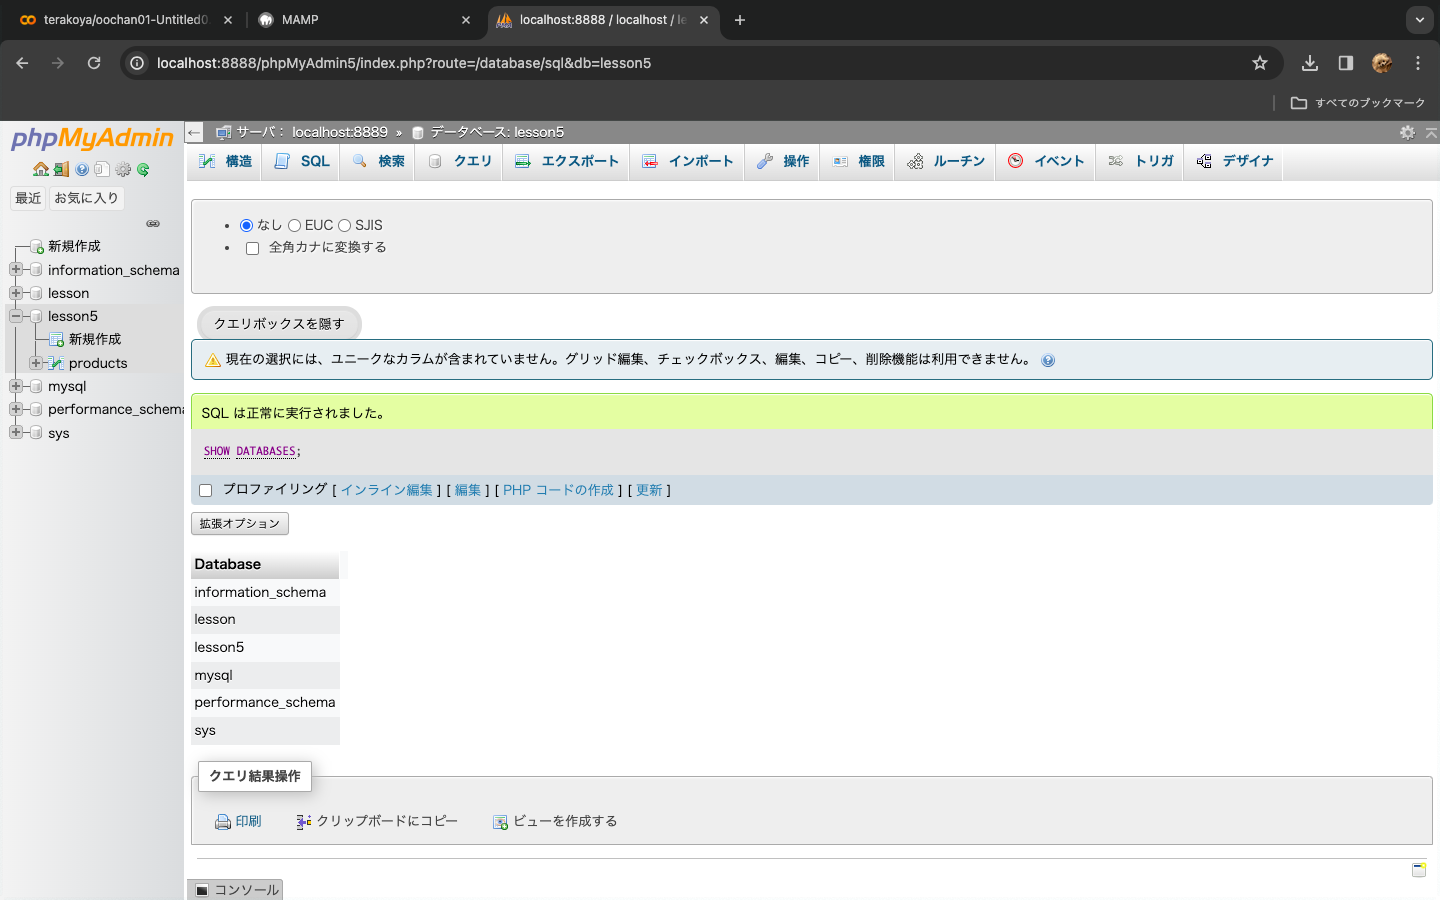 terakoya/oochan01-Untitled0.
MAMP
localhost:8888 / localhost / le
localhost:8888/phpMyAdmin5/index.php?route=/database/sql&db=lesson5
すべてのブックマーク
phpMyAdmin
最近 お気に入り
新規作成
information_schema
lesson
lesson5
新規作成
products
mysql
performance_schema
sys
サーバ: localhost:8889 » データベース: lesson5
構造 SQL 検索 クエリ エクスポート インポート 操作 権限 ルーチン イベント トリガ デザイナ
なし EUC SJIS
全角カナに変換する
クエリボックスを隠す
現在の選択には、ユニークなカラムが含まれていません。グリッド編集、チェックボックス、編集、コピー、削除機能は利用できません。
SQL は正常に実行されました。
SHOW DATABASES;
プロファイリング [ インライン編集 ] [ 編集 ] [ PHP コードの作成 ] [ 更新 ]
拡張オプション
Database
information_schema
lesson
lesson5
mysql
performance_schema
sys
クエリ結果操作
印刷 クリップボードにコピー ビューを作成する
コンソール